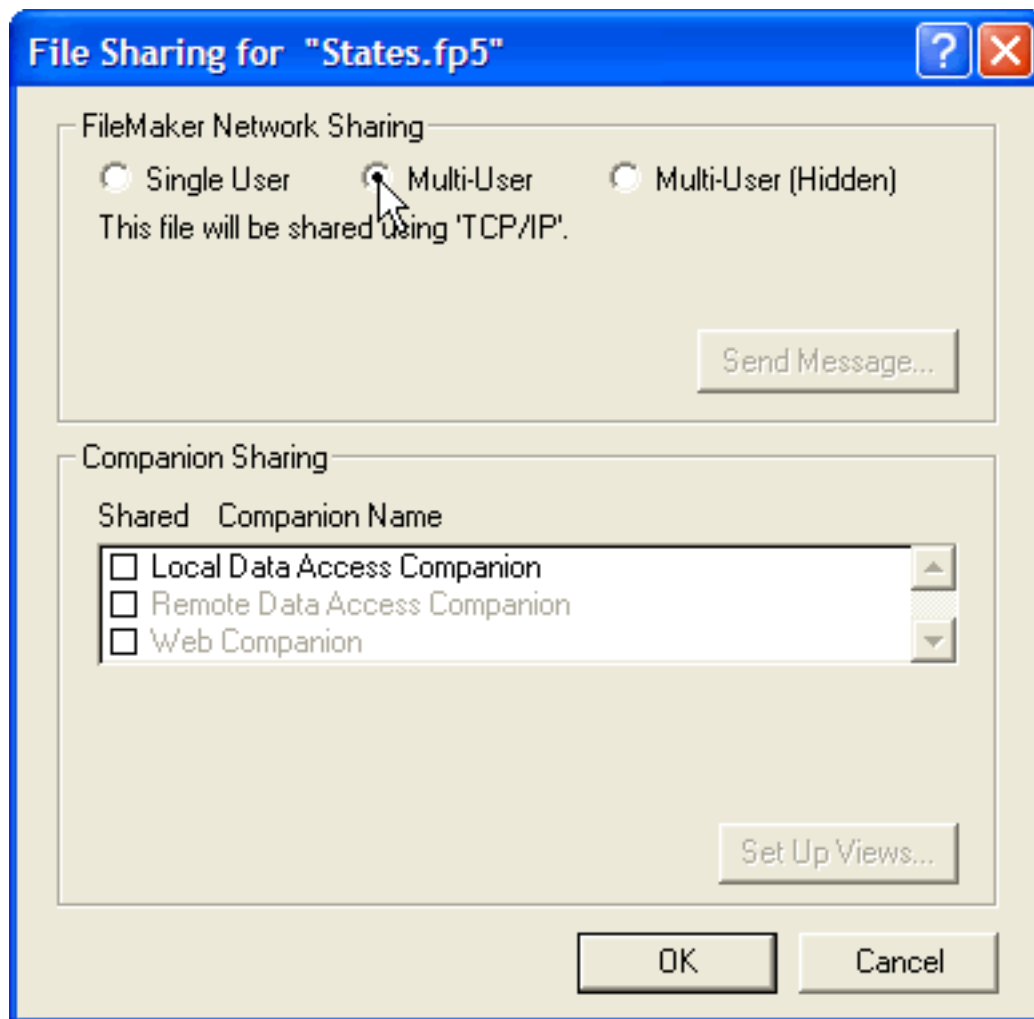 File Sharing for "States.fp5"
FileMaker Network Sharing
Single User Multi-User Multi-User (Hidden)
This file will be shared using 'TCP/IP'.
Send Message...
Companion Sharing
Shared Companion Name
Local Data Access Companion
Remote Data Access Companion
Web Companion
Set Up Views...
OK Cancel